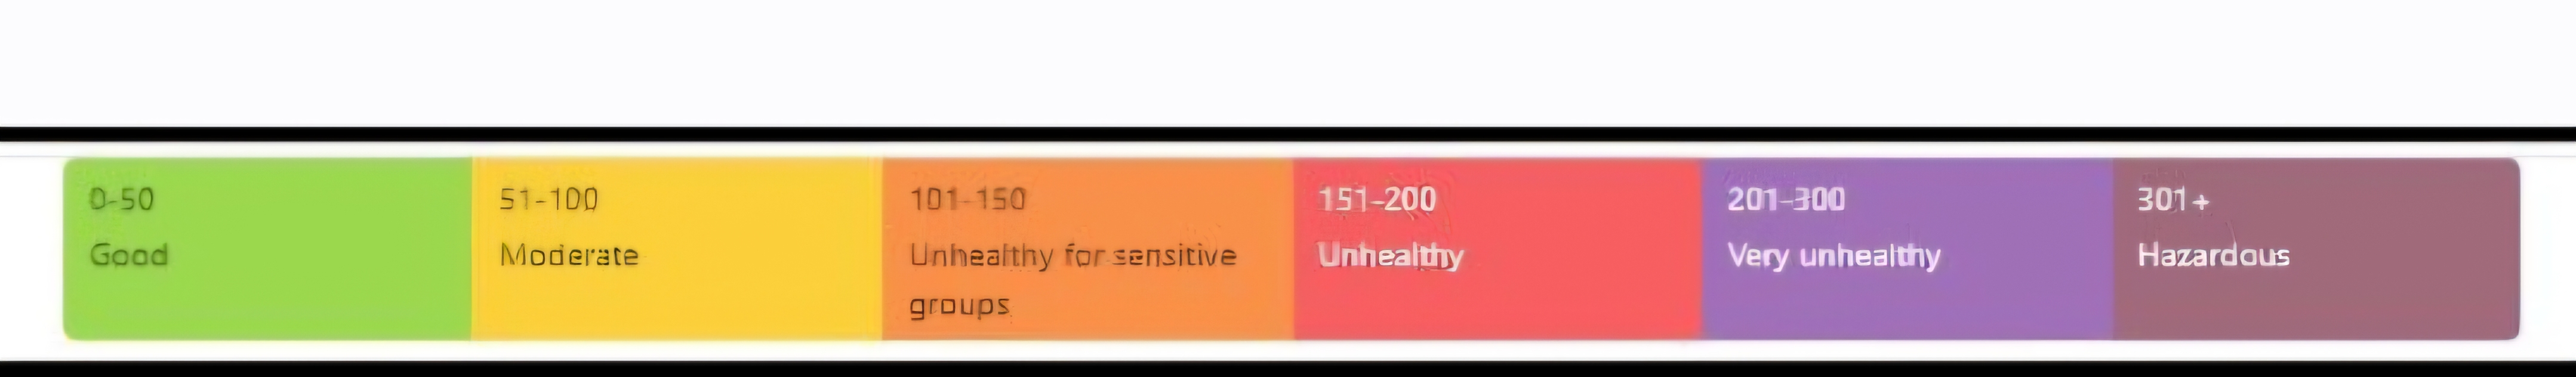 0-50
Good
51-100
Moderate
101-150
Unhealthy for sensitive
groups
151-200
Unhealthy
201-300
Very unhealthy
301+
Hazardous